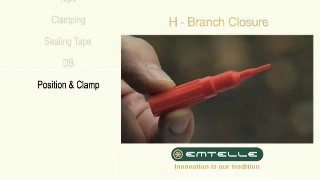 Clamping
Sealing Tape
DB
Position & Clamp
H - Branch Closure
EMTELLE
Innovation is our tradition